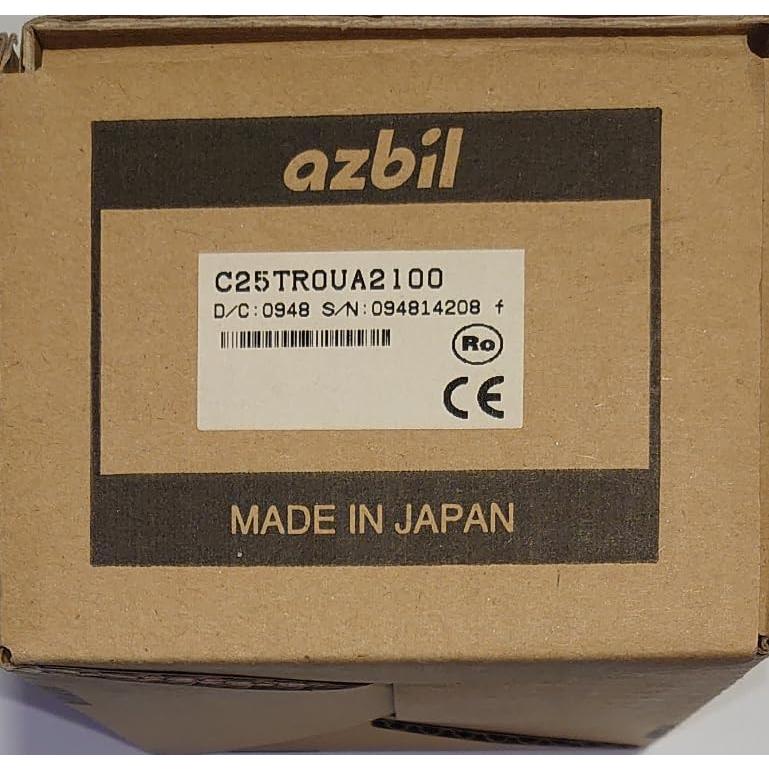 azbil
C25TR0UA2100
D/C:0948 S/N:094814208 f
Ro
CE
MADE IN JAPAN